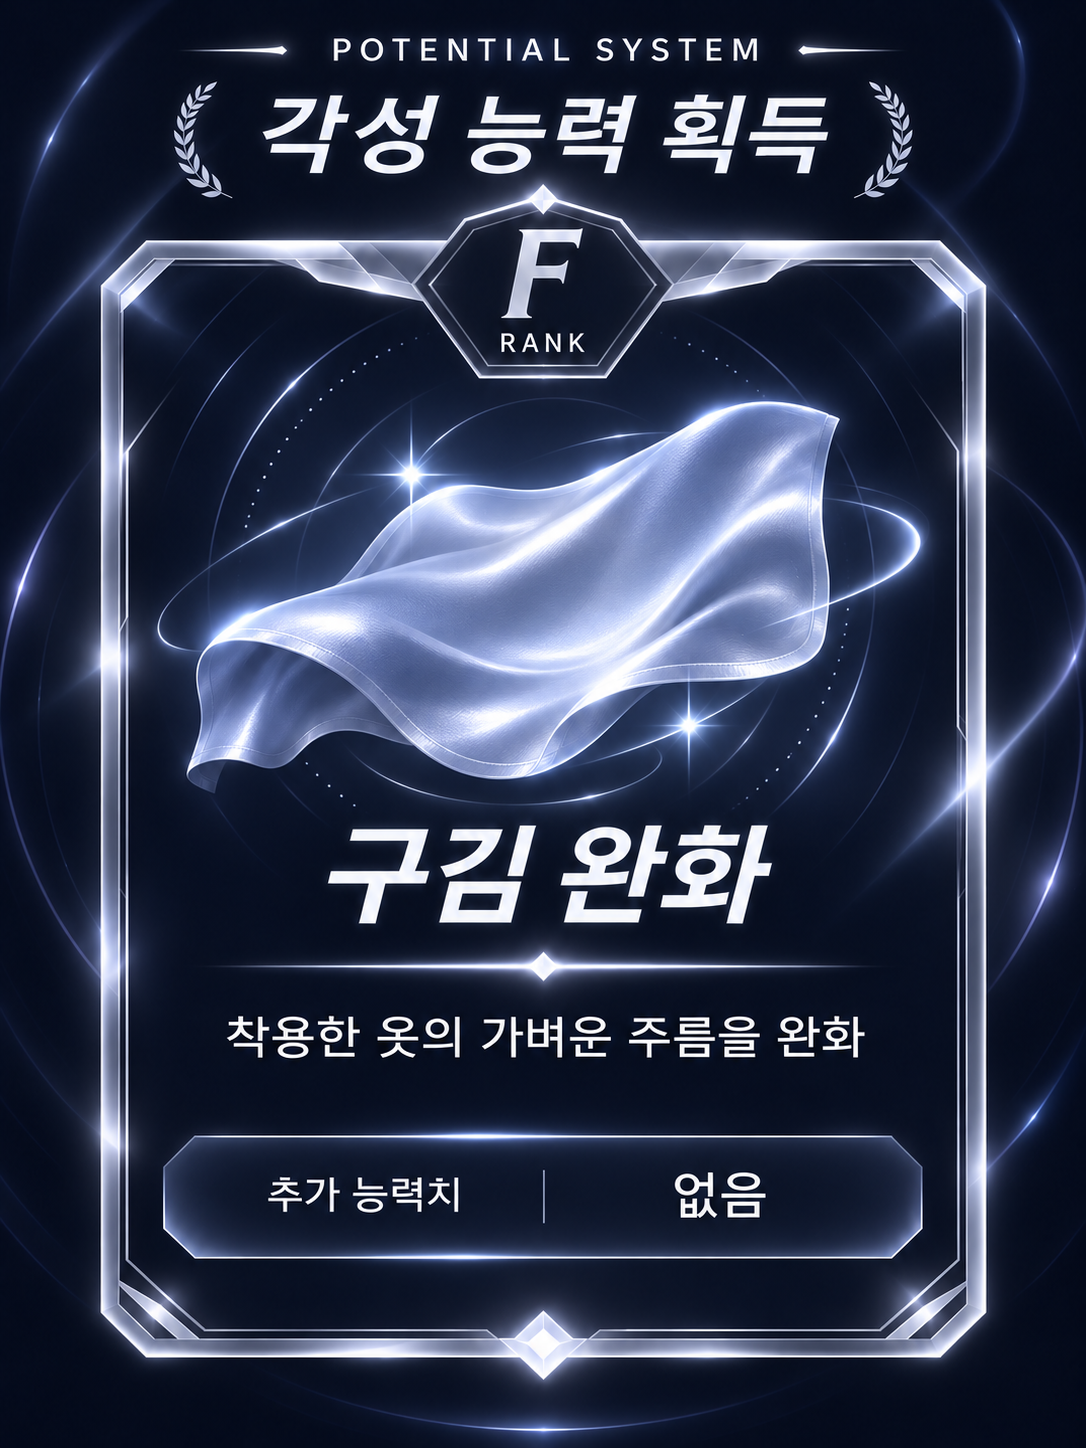 POTENTIAL SYSTEM
각성 능력 획득
F
RANK
구김 완화
착용한 옷의 가벼운 주름을 완화
추가 능력치
없음